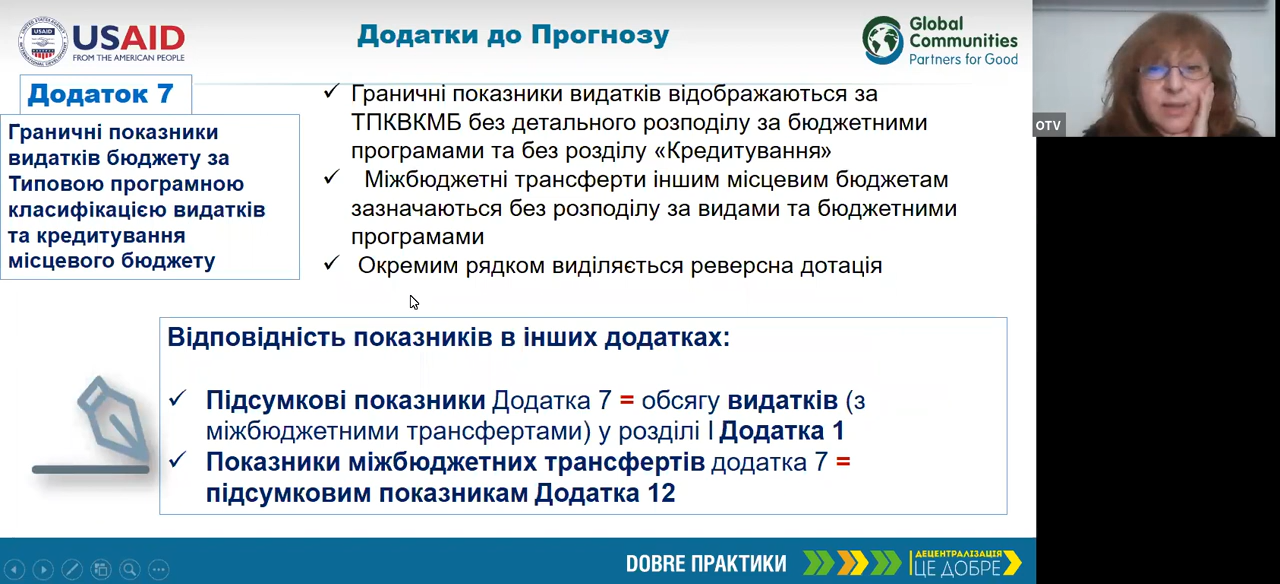 USAID
FROM THE AMERICAN PEOPLE
Додатки до Прогнозу
Global
Communities
Partners for Good
Додаток 7
Граничні показники
видатків бюджету за
Типовою програмною
класифікацією видатків
та кредитування
місцевого бюджету
✓ Граничні показники видатків відображаються за
ТПКВКМБ без детального розподілу за бюджетними
програмами та без розділу «Кредитування»
✓ Міжбюджетні трансферти іншим місцевим бюджетам
зазначаються без розподілу за видами та бюджетними
програмами
✓ Окремим рядком виділяється реверсна дотація
OTV
Відповідність показників в інших додатках:
✓ Підсумкові показники Додатка 7 = обсягу видатків (з
міжбюджетними трансфертами) у розділі І Додатка 1
✓ Показники міжбюджетних трансфертів додатка 7 =
підсумковим показникам Додатка 12
DOBRE ПРАКТИКИ
ДЕЦЕНТРАЛІЗАЦІЯ
ЦЕ ДОБРЕ